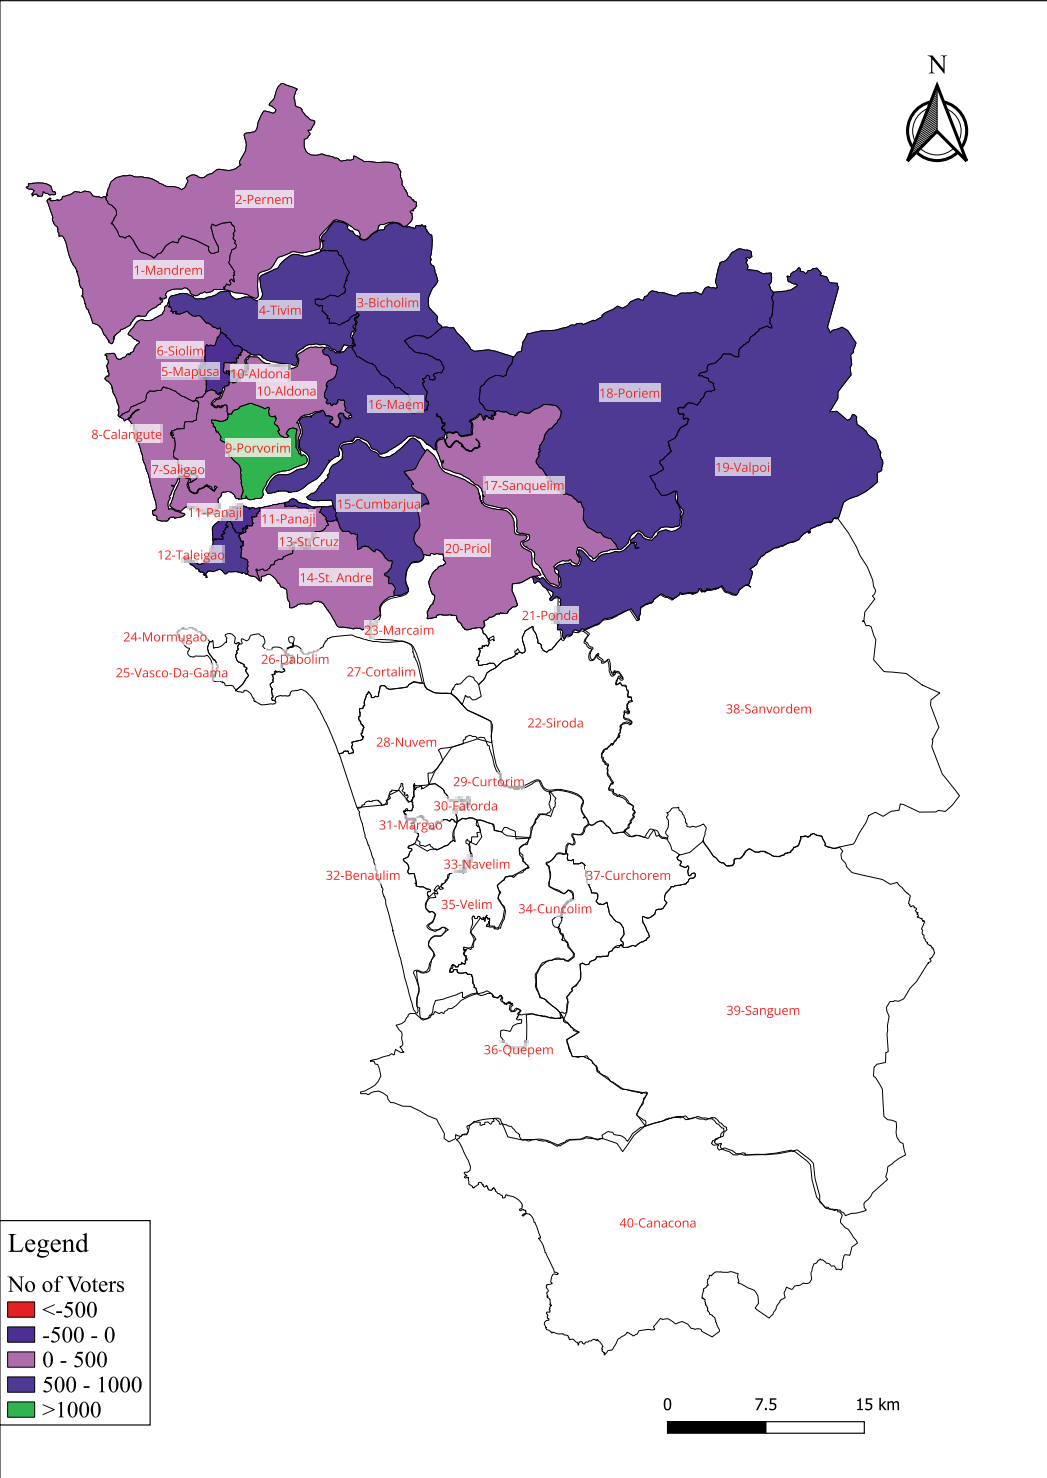 N
2-Pernem
1-Mandrem
3-Bicholim
4-Tivim
6-Siolim
5-Mapusa
10-Aldona
10-Aldona
18-Poriem
16-Maem
8-Calangute
9-Porvorim
7-Saligao
19-Valpoi
17-Sanquelim
15-Cumbarjua
11-Panaji
11-Panaji
13-St.Cruz
20-Priol
12-Taleigao
14-St. Andre
21-Ponda
23-Marcaim
24-Mormugao
26-Dabolim
25-Vasco-Da-Gama
27-Cortalim
38-Sanvordem
22-Siroda
28-Nuvem
29-Curtorim
30-Fatorda
31-Margao
33-Navelim
32-Benaulim
37-Curchorem
35-Velim
34-Cuncolim
39-Sanguem
36-Quepem
40-Canacona
Legend
No of Voters
<-500
-500 - 0
0 - 500
500 - 1000
>1000
0 7.5 15 km